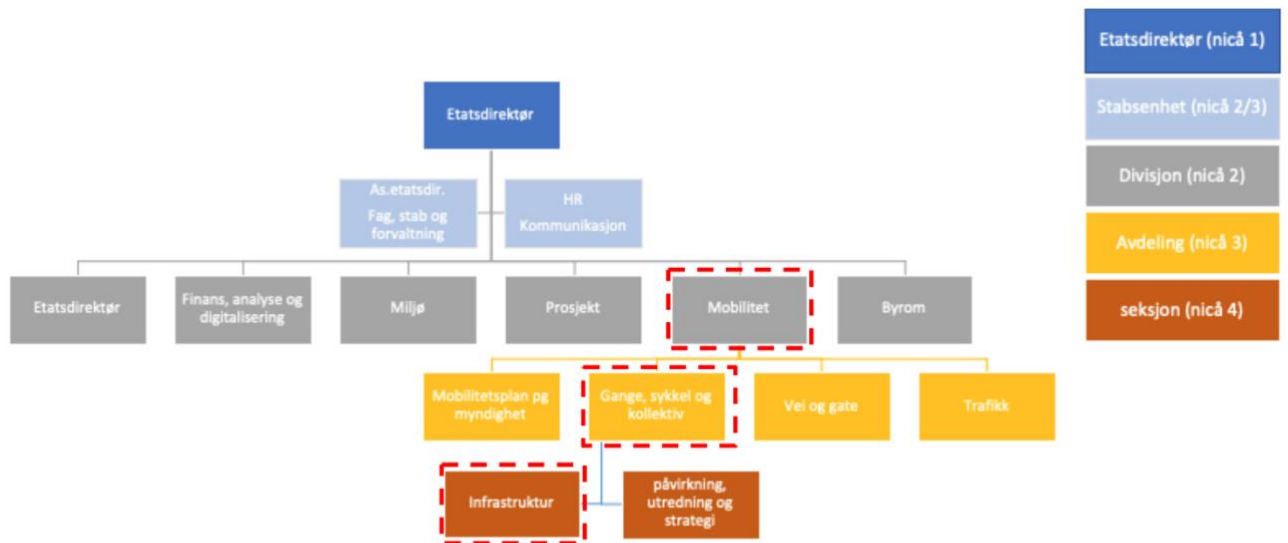 Etatsdirektør (nicå 1)
Stabsenhet (nicå 2/3)
Divisjon (nicå 2)
Avdeling (nicå 3)
seksjon (nicå 4)
Etatsdirektør
As.etatsdir.
Fag, stab og
forvaltning
HR
Kommunikasjon
Etatsdirektør
Finans, analyse og
digitalisering
Miljø
Prosjekt
Mobilitet
Byrom
Mobilitetsplan pg
myndighet
Gange, sykkel og
kollektiv
Vei og gate
Trafikk
Infrastruktur
påvirkning,
utredning og
strategi